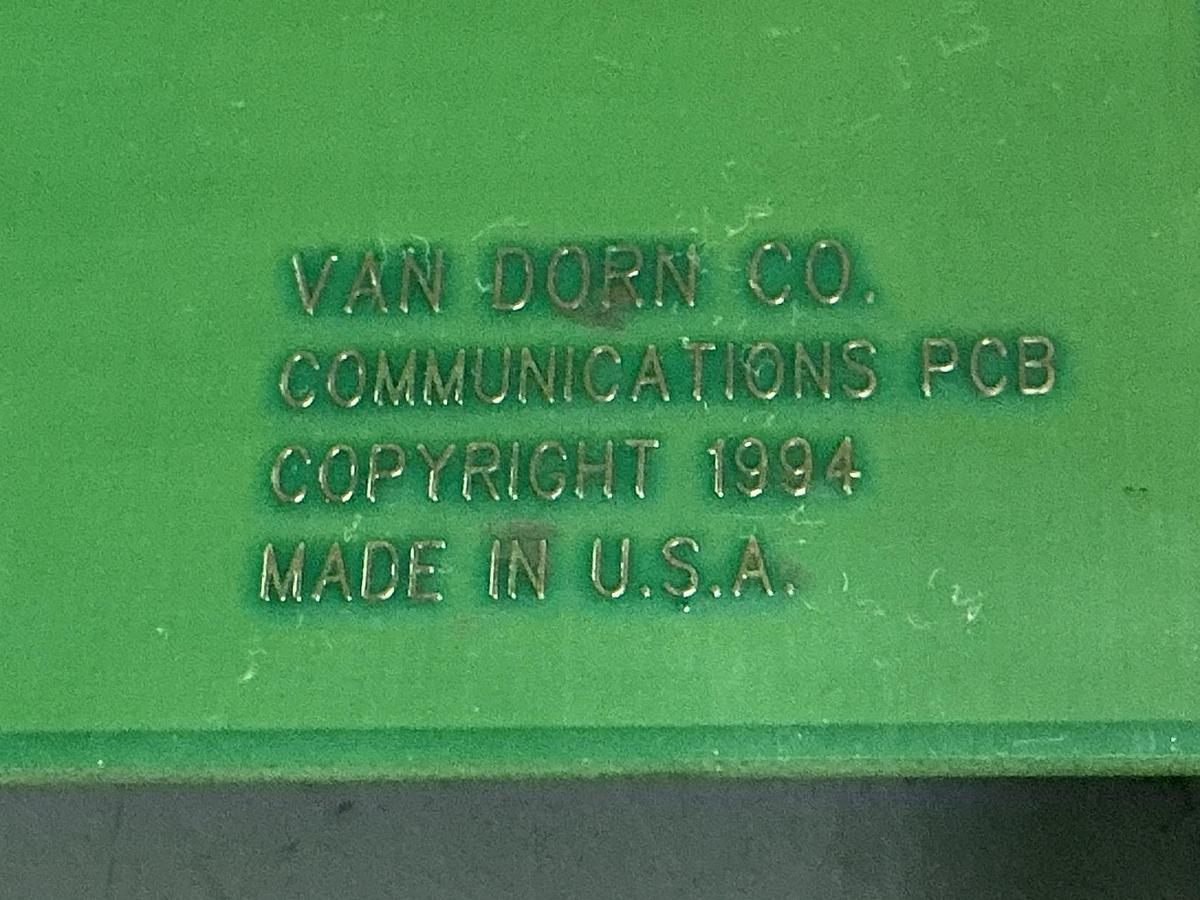 VAN DORN CO.
COMMUNICATIONS PCB
COPYRIGHT 1994
MADE IN U.S.A.